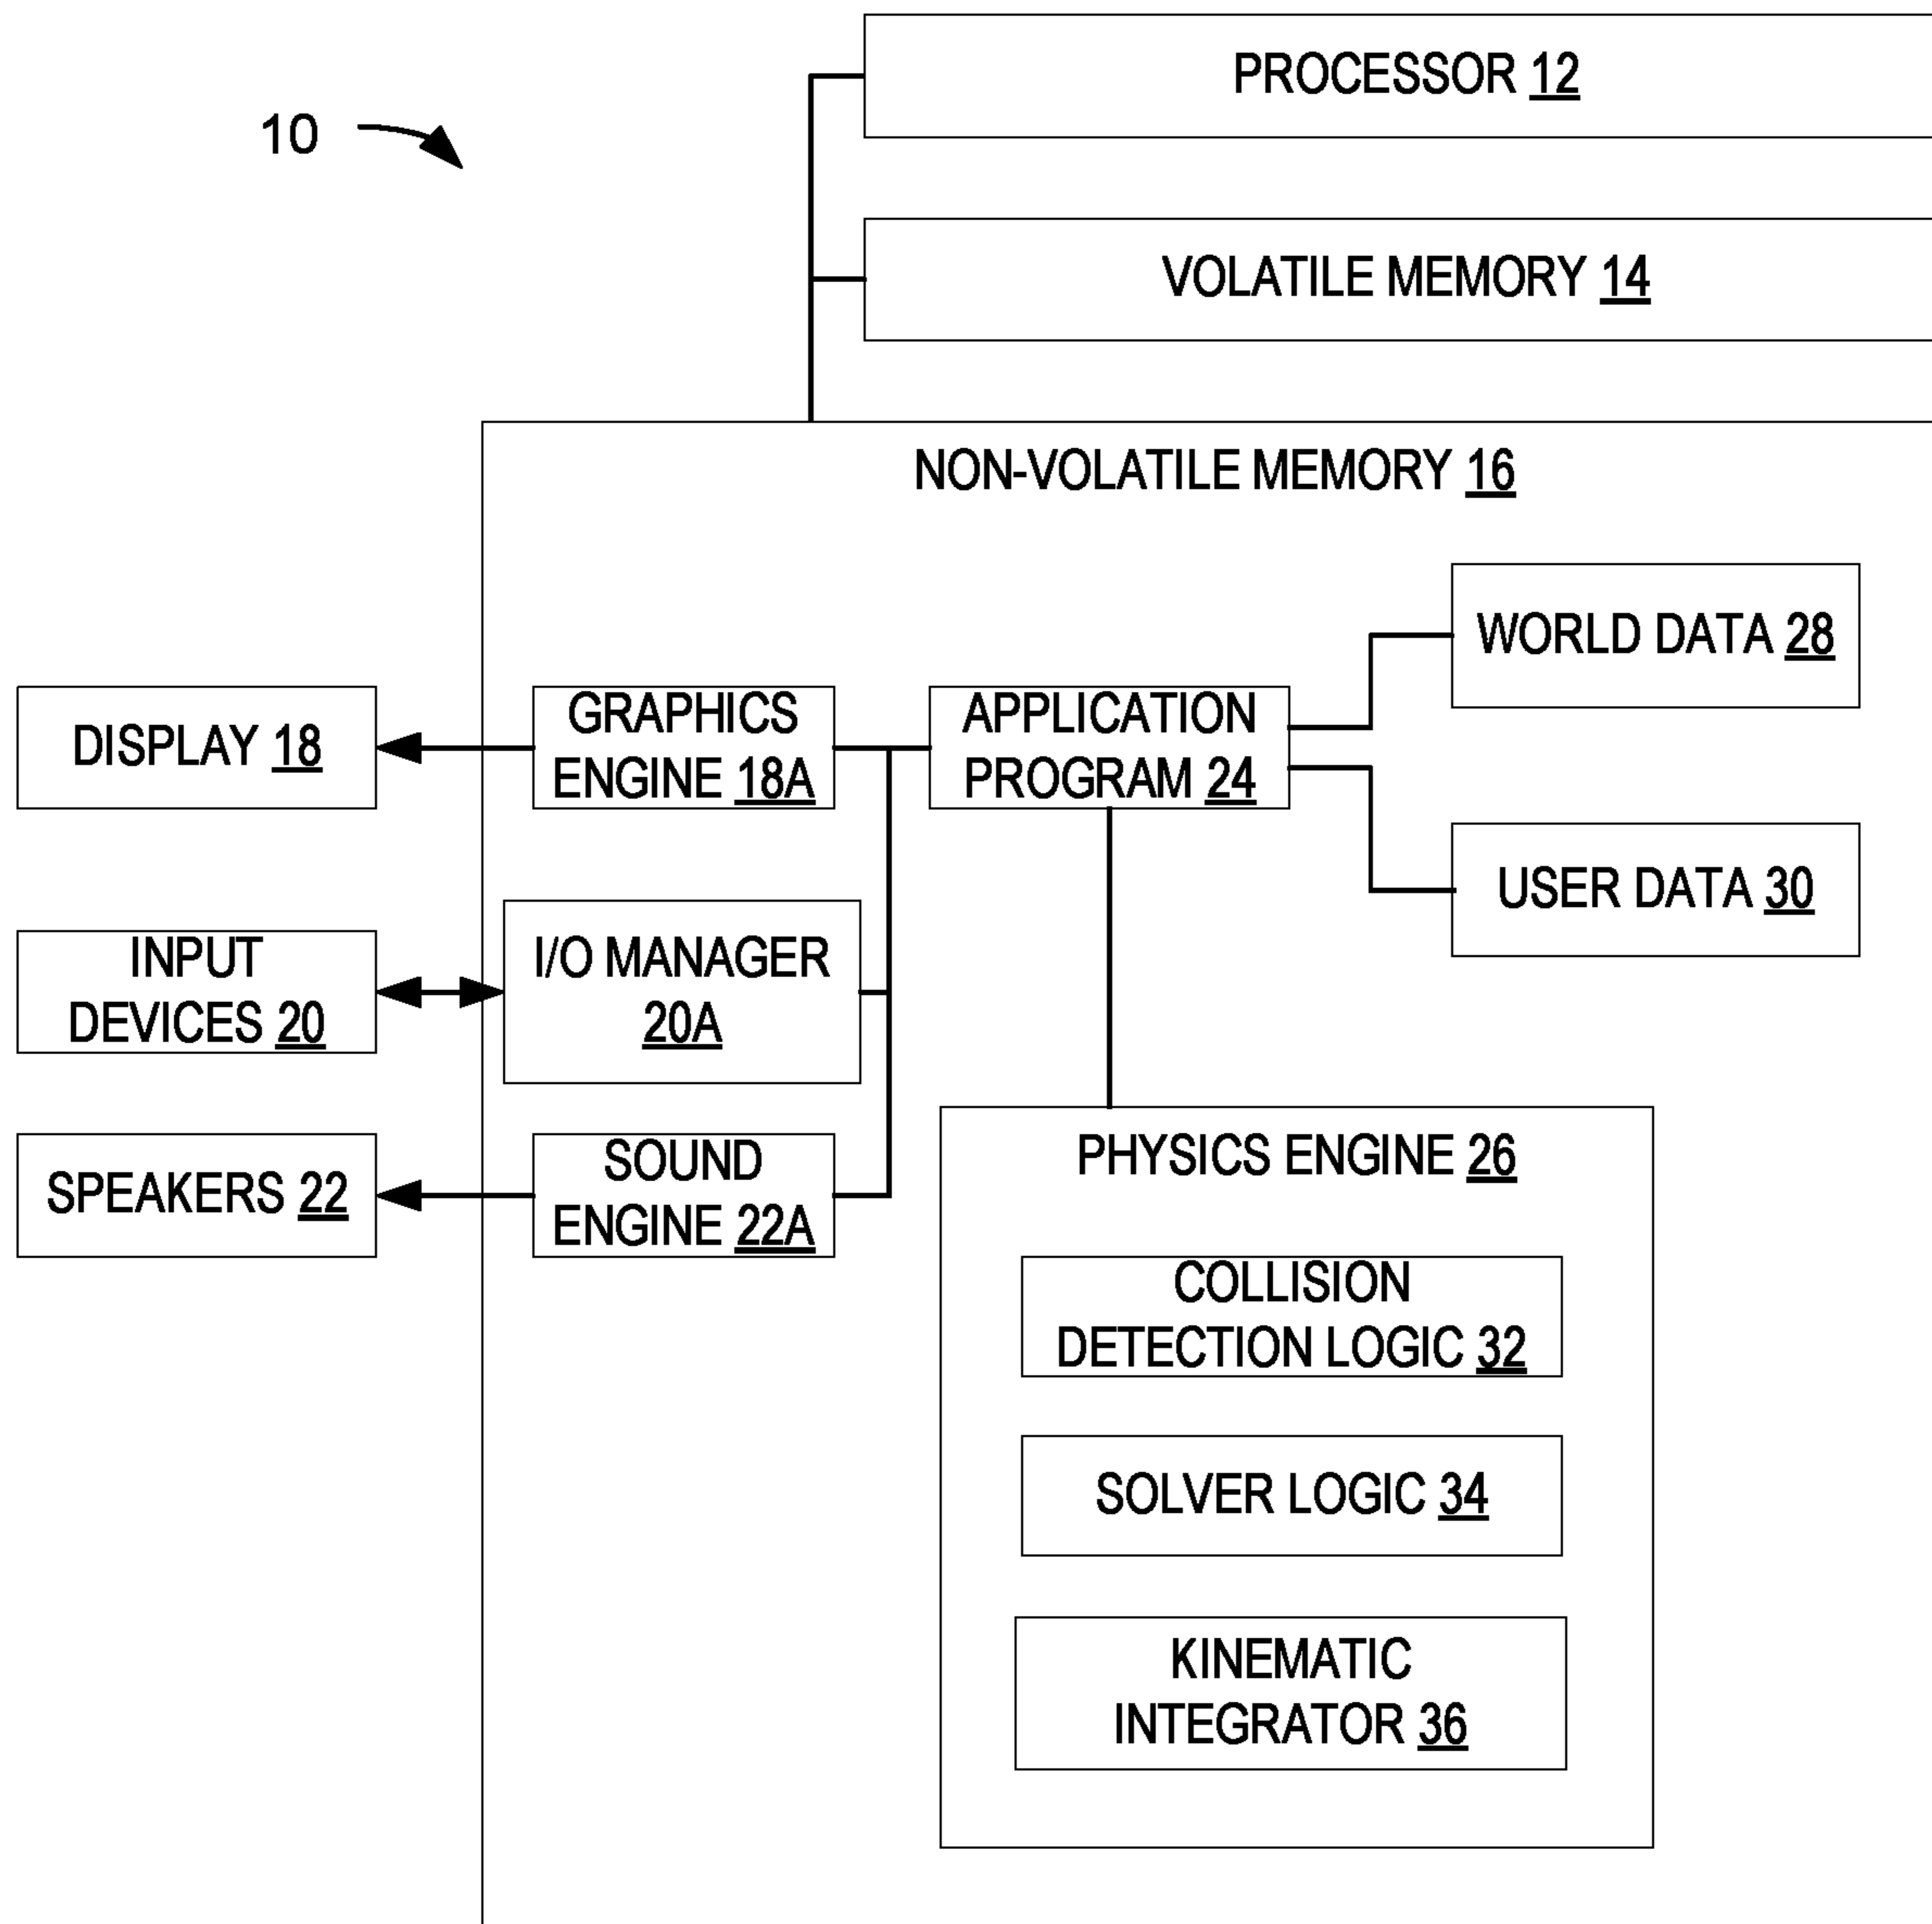 PROCESSOR 12
10
VOLATILE MEMORY 14
NON-VOLATILE MEMORY 16
WORLD DATA 28
DISPLAY 18
GRAPHICS
ENGINE 18A
APPLICATION
PROGRAM 24
USER DATA 30
INPUT
DEVICES 20
I/O MANAGER
20A
SPEAKERS 22
SOUND
ENGINE 22A
PHYSICS ENGINE 26
COLLISION
DETECTION LOGIC 32
SOLVER LOGIC 34
KINEMATIC
INTEGRATOR 36